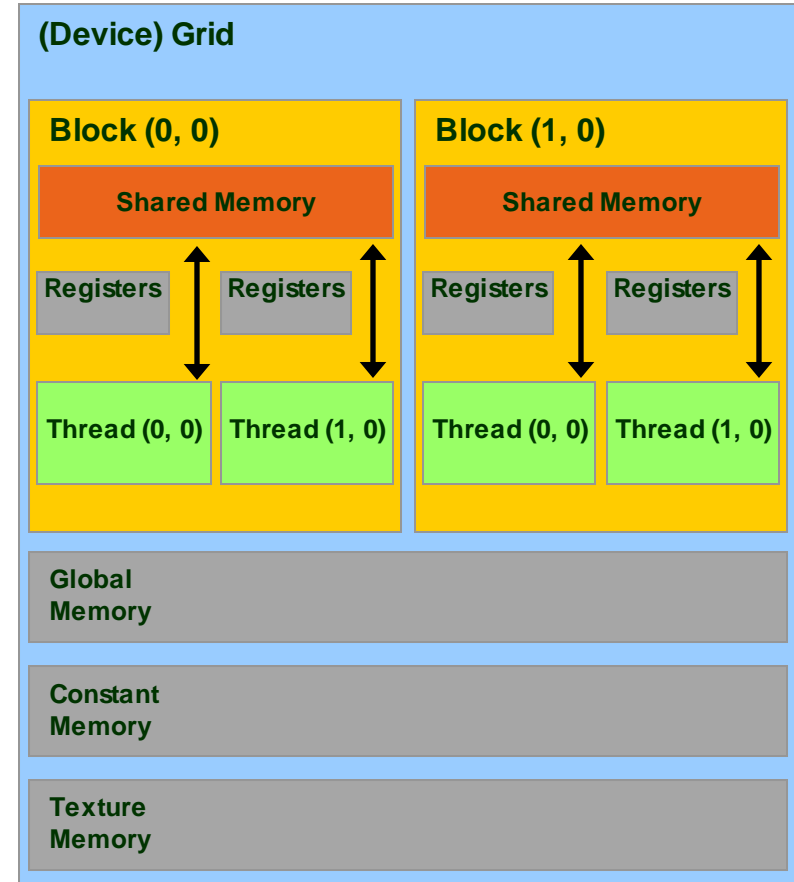 (Device) Grid
Block (0, 0)
Shared Memory
Registers
Registers
Thread (0, 0)
Thread (1, 0)
Block (1, 0)
Shared Memory
Registers
Registers
Thread (0, 0)
Thread (1, 0)
Global
Memory
Constant
Memory
Texture
Memory